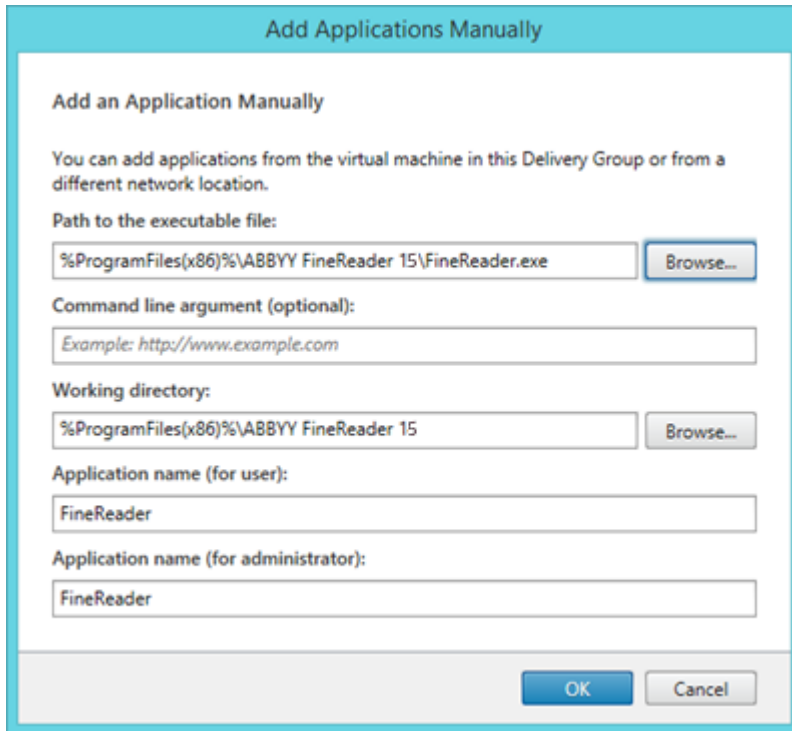 Add Applications Manually
Add an Application Manually
You can add applications from the virtual machine in this Delivery Group or from a
different network location.
Path to the executable file:
%ProgramFiles(x86)%\ABBYY FineReader 15\FineReader.exe
Browse...
Command line argument (optional):
Example: http://www.example.com
Working directory:
%ProgramFiles(x86)%\ABBYY FineReader 15
Browse...
Application name (for user):
FineReader
Application name (for administrator):
FineReader
OK
Cancel